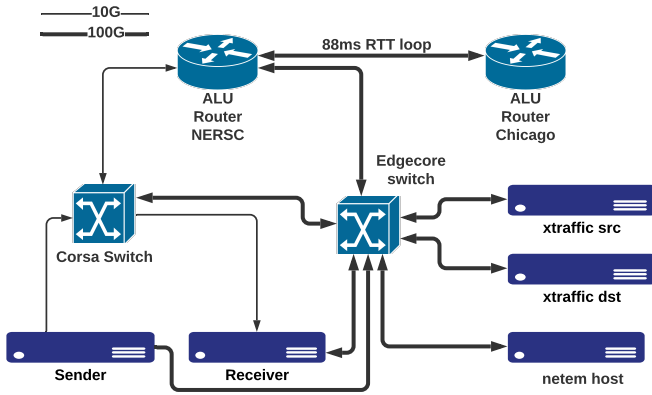 10G
100G
88ms RTT loop
ALU
Router
NERSC
ALU
Router
Chicago
Edgecore
switch
Corsa Switch
xtraffic src
xtraffic dst
Sender
Receiver
netem host